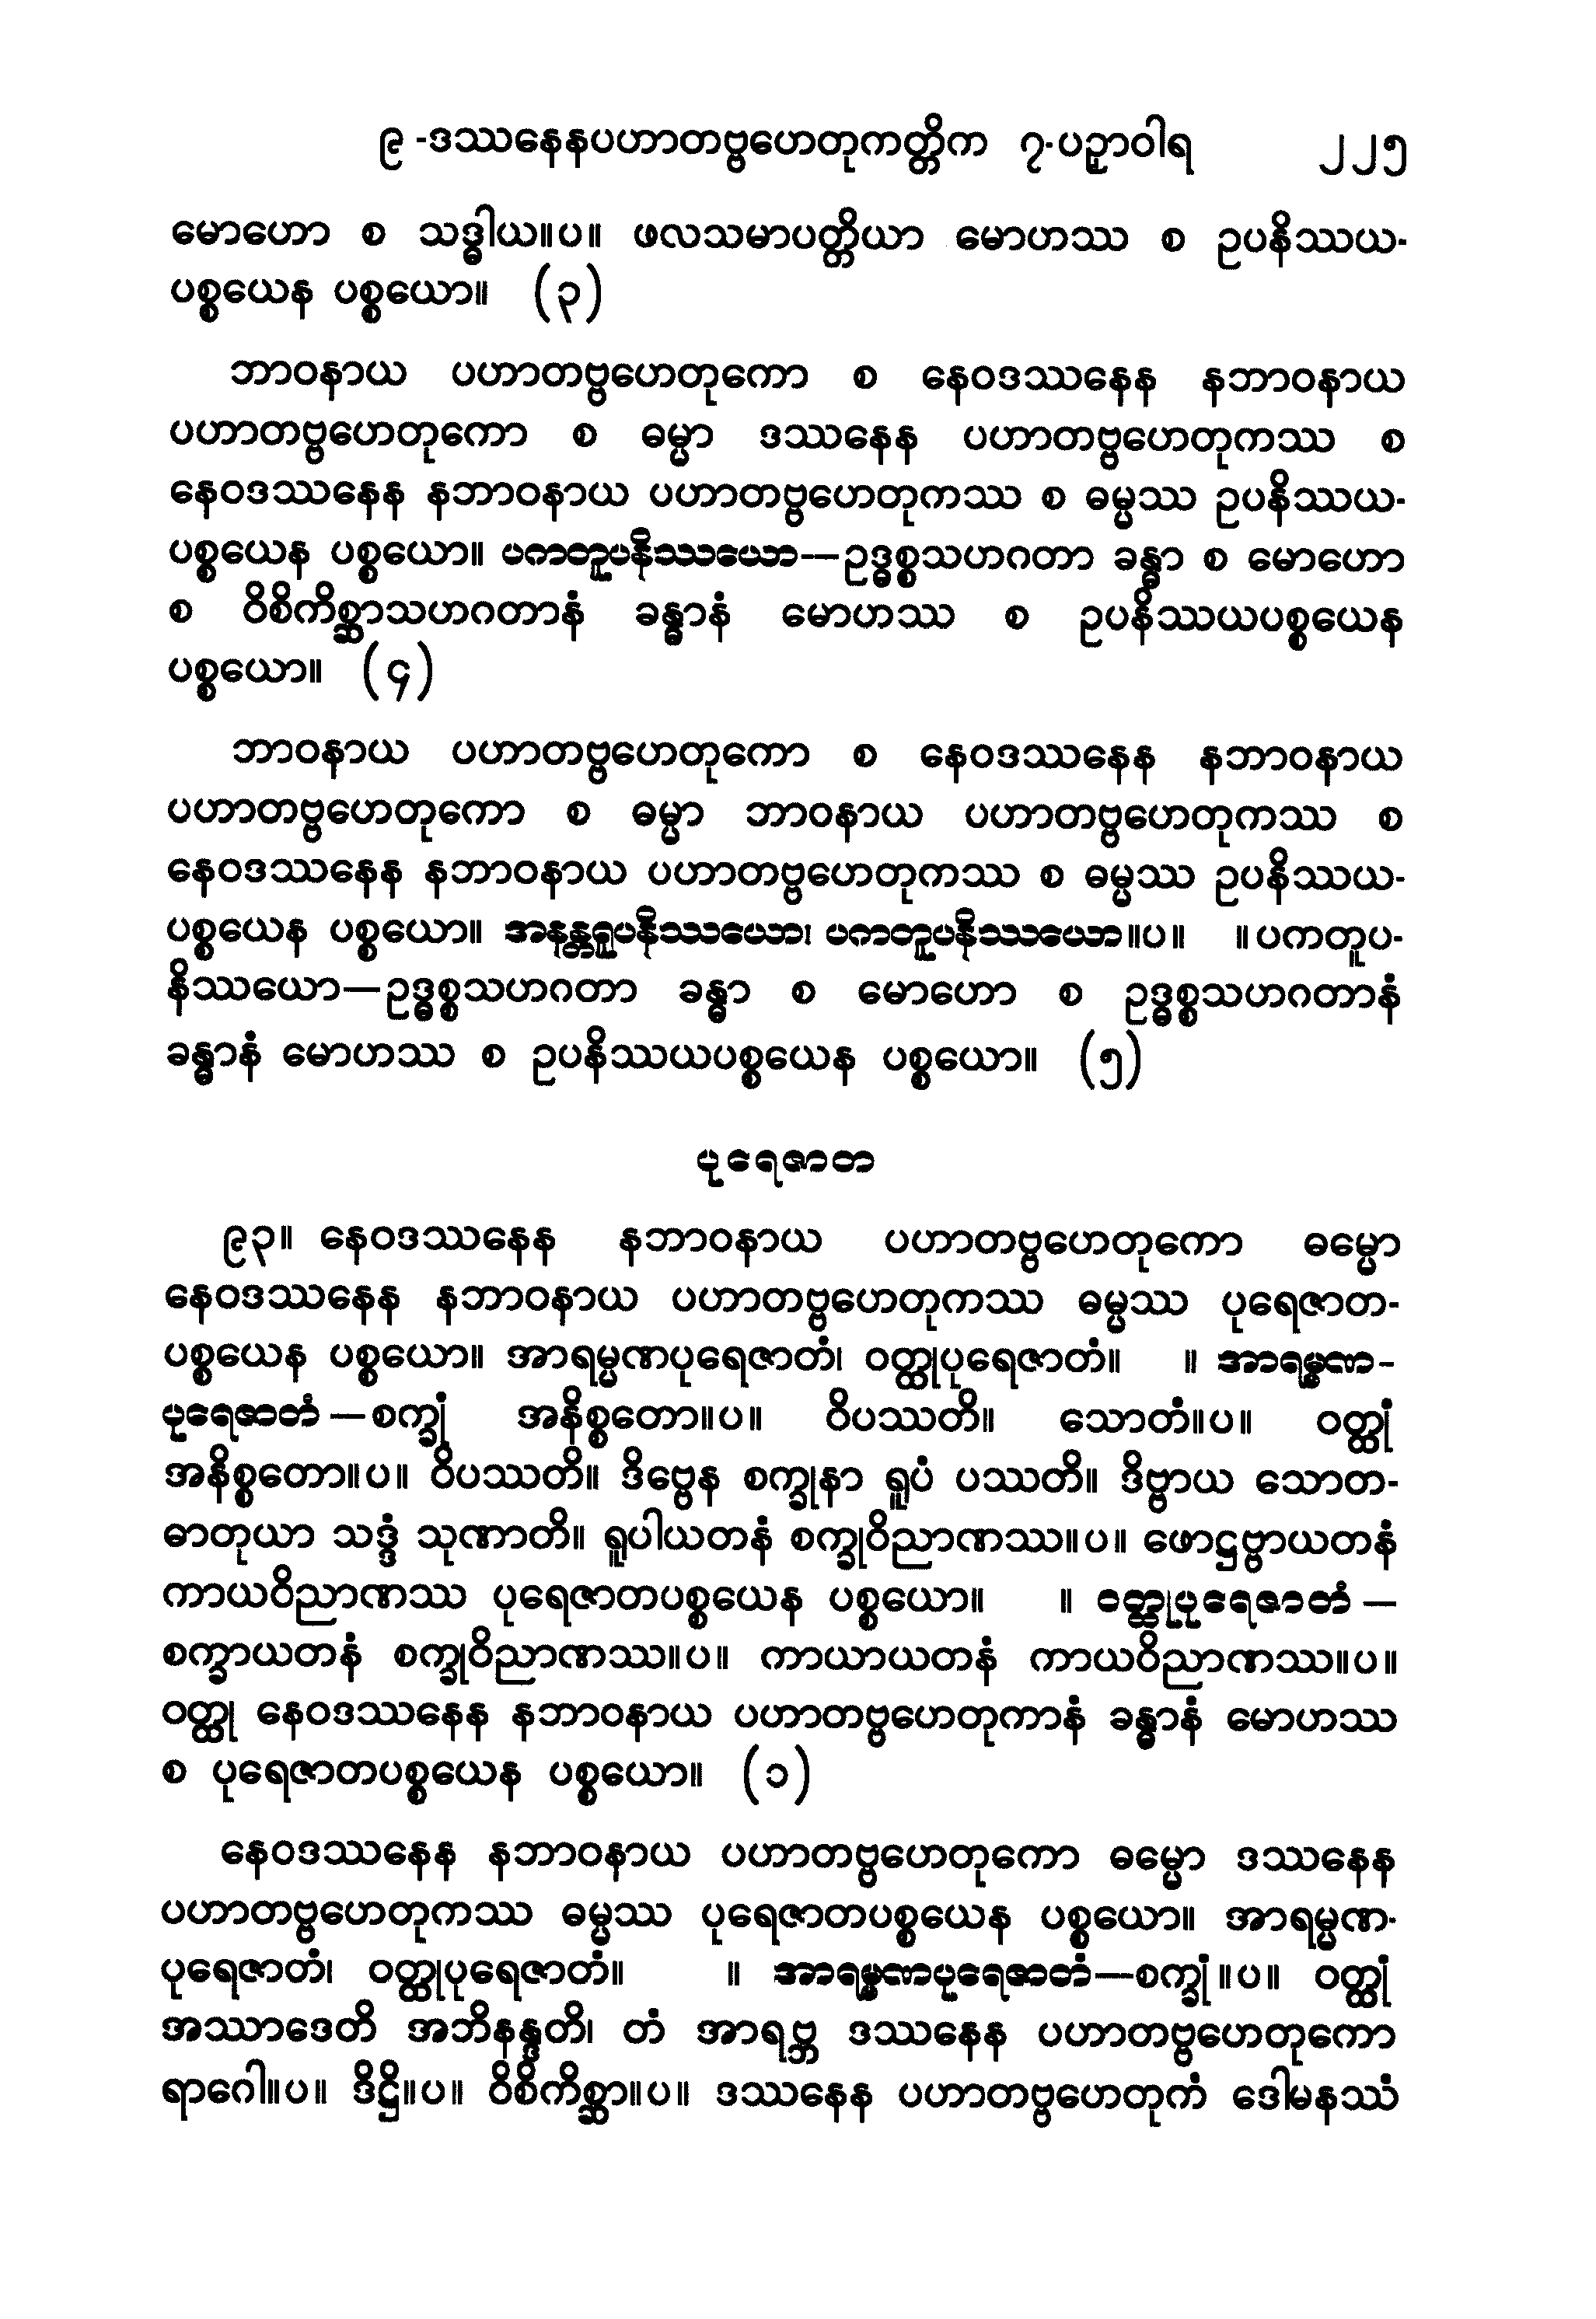 ၉-ဒဿနေနပဟာတဗ္ဗဟေတုကတ္တိက ၇-ပဉှာဝါရ ၂၂၅
မောဟော စ သဒ္ဓါယ။ပ။ ဖလသမာပတ္တိယာ မောဟဿ စ ဥပနိဿယ-
ပစ္စယေန ပစ္စယော။ (၃)
ဘာဝနာယ ပဟာတဗ္ဗဟေတုကော စ နေဝဒဿနေန နဘာဝနာယ
ပဟာတဗ္ဗဟေတုကော စ ဓမ္မာ ဒဿနေန ပဟာတဗ္ဗဟေတုကဿ စ
နေဝဒဿနေန နဘာဝနာယ ပဟာတဗ္ဗဟေတုကဿ စ ဓမ္မဿ ဥပနိဿယ-
ပစ္စယေန ပစ္စယော။ ပကတူပနိဿယော—ဥဒ္ဓစ္စသဟဂတာ ခန္ဓာ စ မောဟော
စ ဝိစိကိစ္ဆာသဟဂတာနံ ခန္ဓာနံ မောဟဿ စ ဥပနိဿယပစ္စယေန
ပစ္စယော။ (၄)
ဘာဝနာယ ပဟာတဗ္ဗဟေတုကော စ နေဝဒဿနေန နဘာဝနာယ
ပဟာတဗ္ဗဟေတုကော စ ဓမ္မာ ဘာဝနာယ ပဟာတဗ္ဗဟေတုကဿ စ
နေဝဒဿနေန နဘာဝနာယ ပဟာတဗ္ဗဟေတုကဿ စ ဓမ္မဿ ဥပနိဿယ-
ပစ္စယေန ပစ္စယော။ အနန္တရူပနိဿယော၊ ပကတူပနိဿယော။ပ။ ။ပကတူပ-
နိဿယော—ဥဒ္ဓစ္စသဟဂတာ ခန္ဓာ စ မောဟော စ ဥဒ္ဓစ္စသဟဂတာနံ
ခန္ဓာနံ မောဟဿ စ ဥပနိဿယပစ္စယေန ပစ္စယော။ (၅)
ပုရေဇာတ
၉၃။ နေဝဒဿနေန နဘာဝနာယ ပဟာတဗ္ဗဟေတုကော ဓမ္မော
နေဝဒဿနေန နဘာဝနာယ ပဟာတဗ္ဗဟေတုကဿ ဓမ္မဿ ပုရေဇာတ-
ပစ္စယေန ပစ္စယော။ အာရမ္မဏပုရေဇာတံ၊ ဝတ္ထုပုရေဇာတံ။ ။ အာရမ္မဏ-
ပုရေဇာတံ—စက္ခုံ အနိစ္စတော။ပ။ ဝိပဿတိ။ သောတံ။ပ။ ဝတ္ထုံ
အနိစ္စတော။ပ။ ဝိပဿတိ။ ဒိဗ္ဗေန စက္ခုနာ ရူပံ ပဿတိ။ ဒိဗ္ဗာယ သောတ-
ဓာတုယာ သဒ္ဒံ သုဏာတိ။ ရူပါယတနံ စက္ခုဝိညာဏဿ။ပ။ ဖောဋ္ဌဗ္ဗာယတနံ
ကာယဝိညာဏဿ ပုရေဇာတပစ္စယေန ပစ္စယော။ ။ ဝတ္ထုပုရေဇာတံ—
စက္ခာယတနံ စက္ခုဝိညာဏဿ။ပ။ ကာယာယတနံ ကာယဝိညာဏဿ။ပ။
ဝတ္ထု နေဝဒဿနေန နဘာဝနာယ ပဟာတဗ္ဗဟေတုကာနံ ခန္ဓာနံ မောဟဿ
စ ပုရေဇာတပစ္စယေန ပစ္စယော။ (၁)
နေဝဒဿနေန နဘာဝနာယ ပဟာတဗ္ဗဟေတုကော ဓမ္မော ဒဿနေန
ပဟာတဗ္ဗဟေတုကဿ ဓမ္မဿ ပုရေဇာတပစ္စယေန ပစ္စယော။ အာရမ္မဏ-
ပုရေဇာတံ၊ ဝတ္ထုပုရေဇာတံ။ ။ အာရမ္မဏပုရေဇာတံ—စက္ခုံ။ပ။ ဝတ္ထုံ
အဿာဒေတိ အဘိနန္ဒတိ၊ တံ အာရဗ္ဘ ဒဿနေန ပဟာတဗ္ဗဟေတုကော
ရာဂေါ။ပ။ ဒိဋ္ဌိ။ပ။ ဝိစိကိစ္ဆာ။ပ။ ဒဿနေန ပဟာတဗ္ဗဟေတုကံ ဒေါမနဿံ